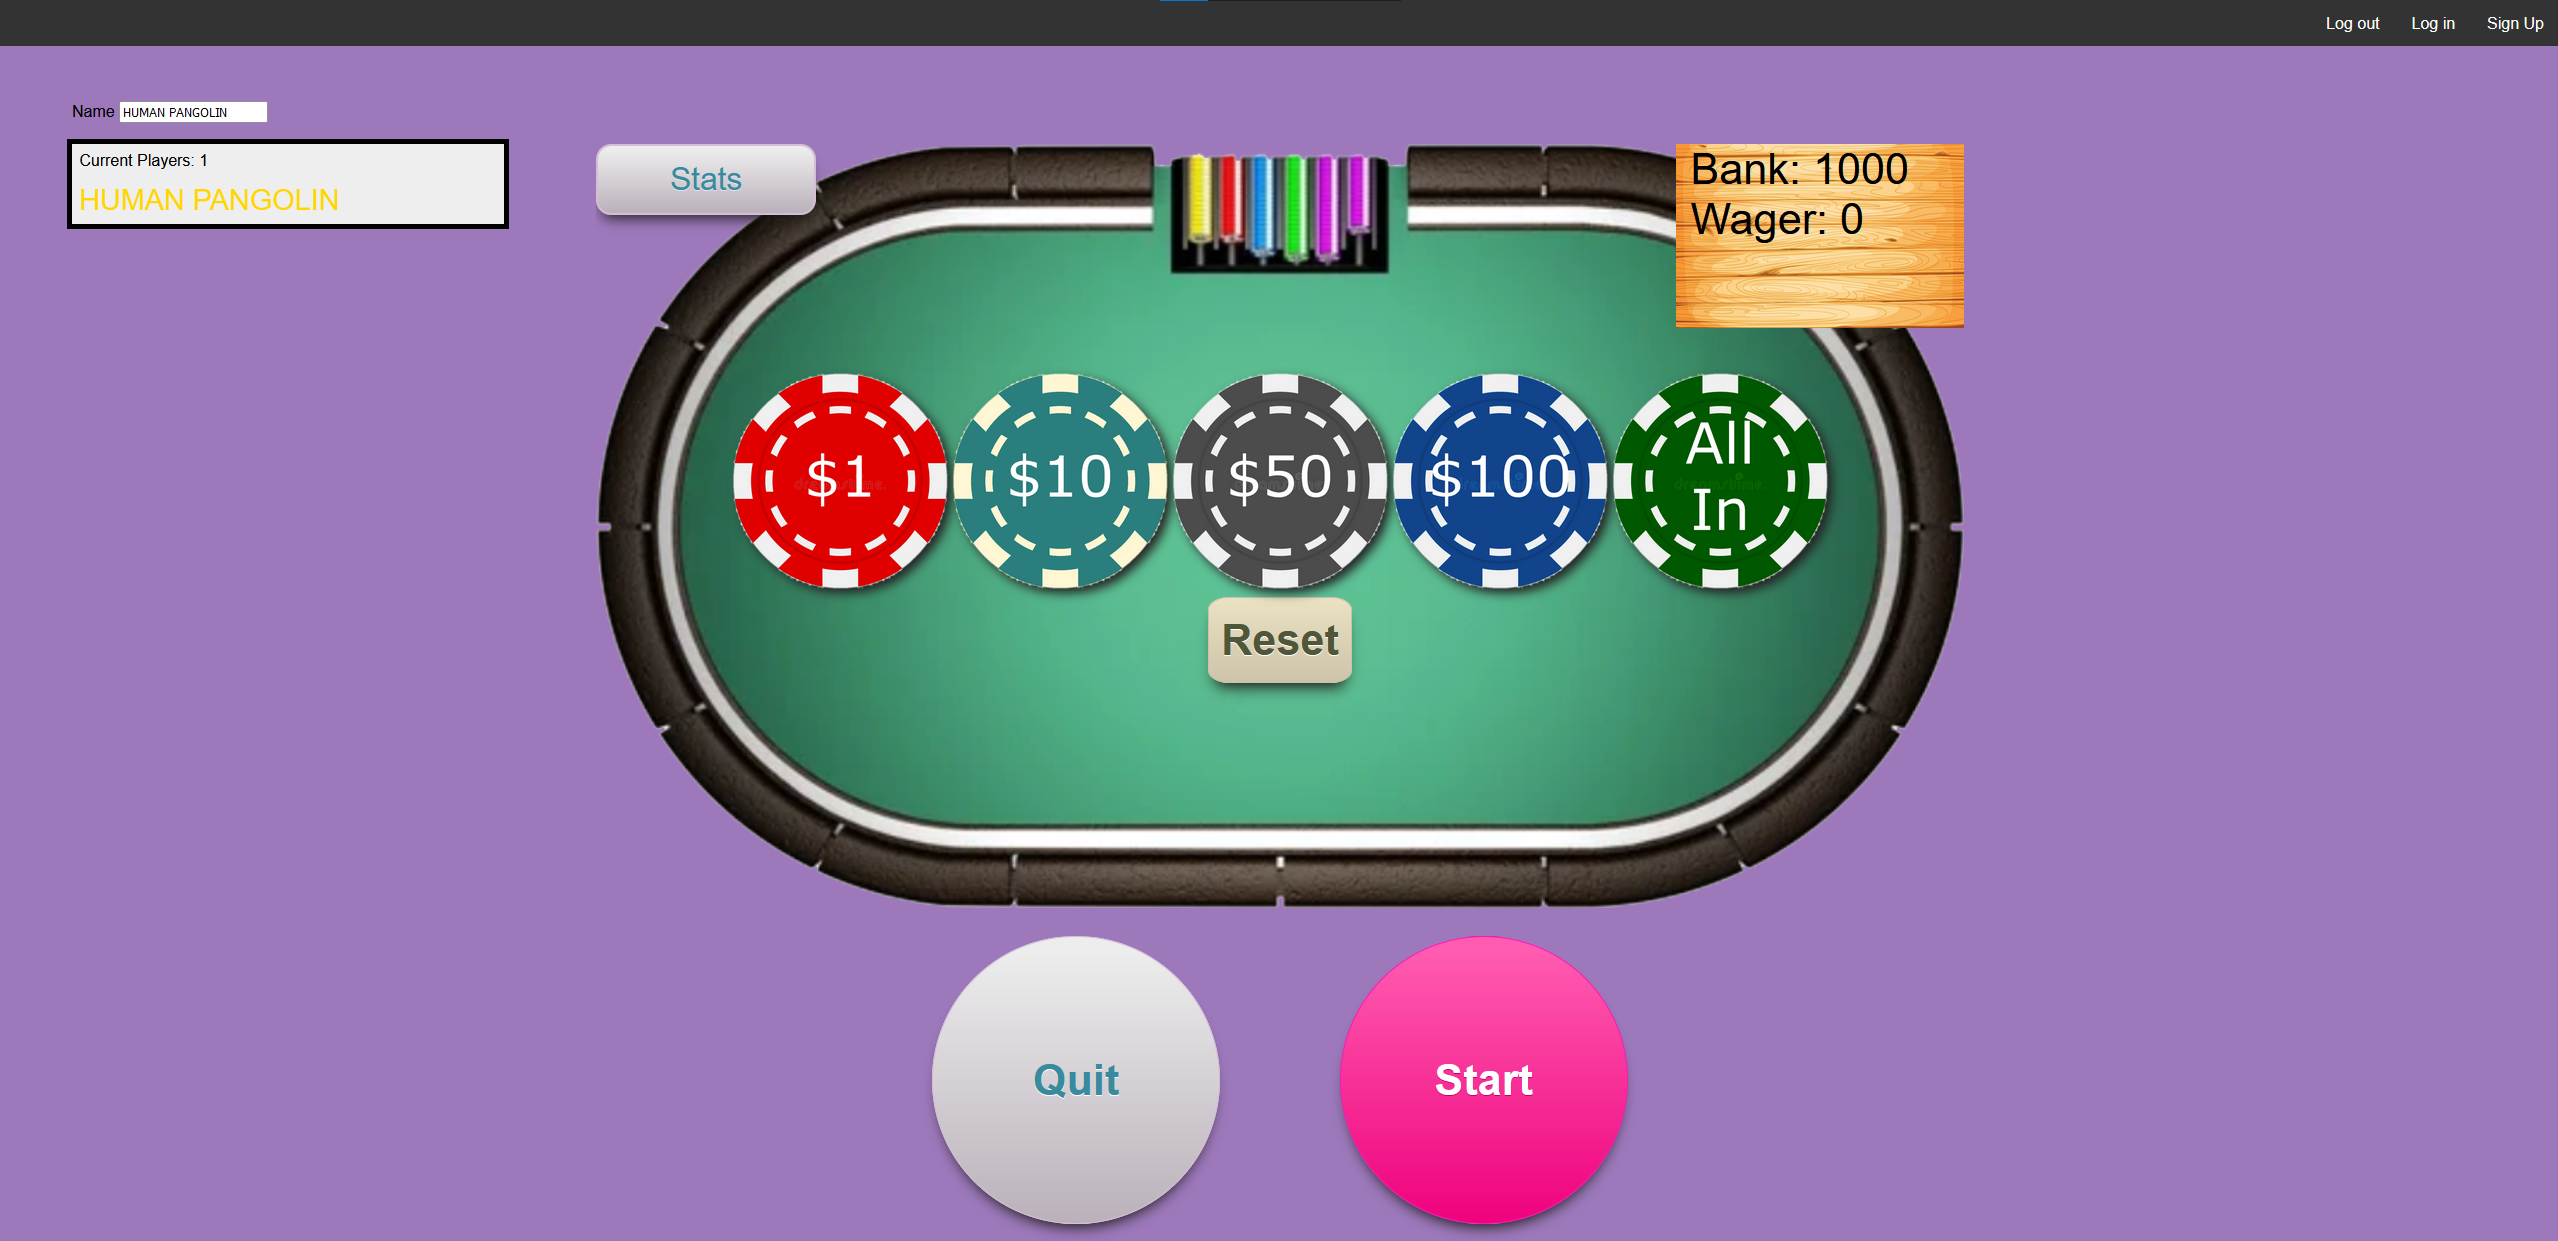 Log out Log in Sign Up
Name HUMAN PANGOLIN
Current Players: 1
HUMAN PANGOLIN
Stats
Bank: 1000
Wager: 0
$1 $10 $50 $100 All In
Reset
Quit Start